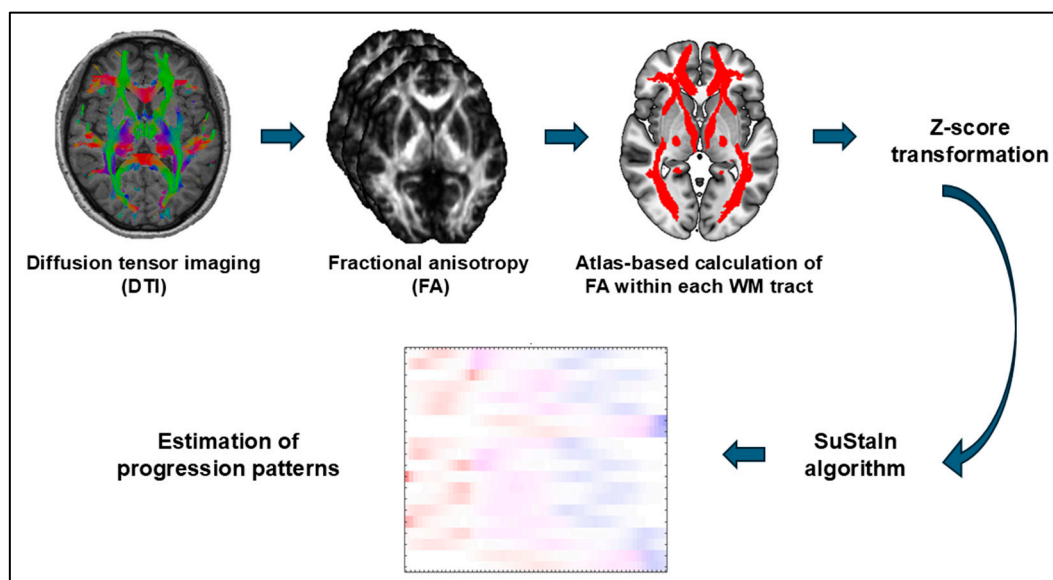 Diffusion tensor imaging
(DTI)
Fractional anisotropy
(FA)
Atlas-based calculation of
FA within each WM tract
Z-score
transformation
SuStaIn
algorithm
Estimation of
progression patterns